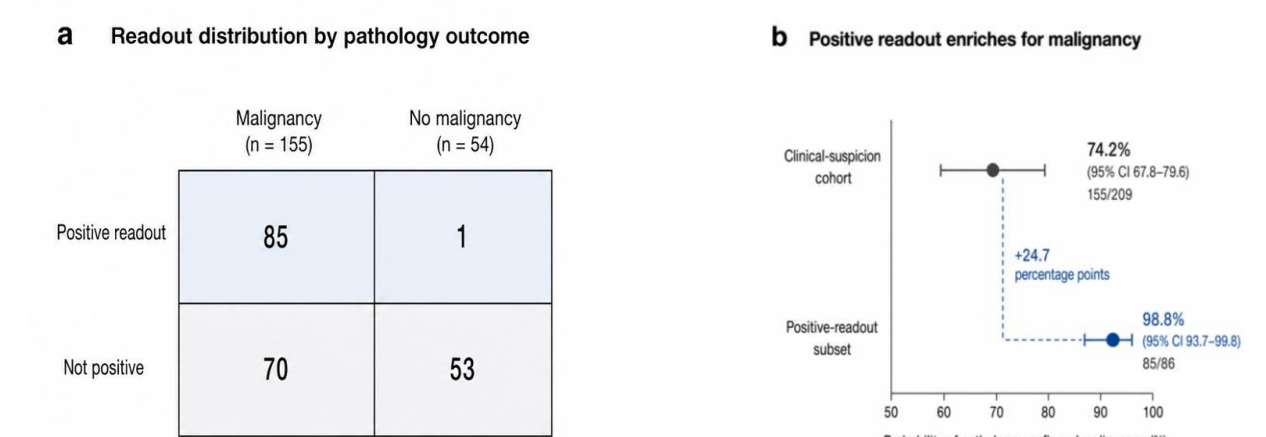 a Readout distribution by pathology outcome
Malignancy
(n = 155)
No malignancy
(n = 54)
Positive readout
85
1
Not positive
70
53
b Positive readout enriches for malignancy
Clinical-suspicion
cohort
74.2%
(95% CI 67.8–79.6)
155/209
+24.7
percentage points
Positive-readout
subset
98.8%
(95% CI 93.7–99.8)
85/86
50 60 70 80 90 100